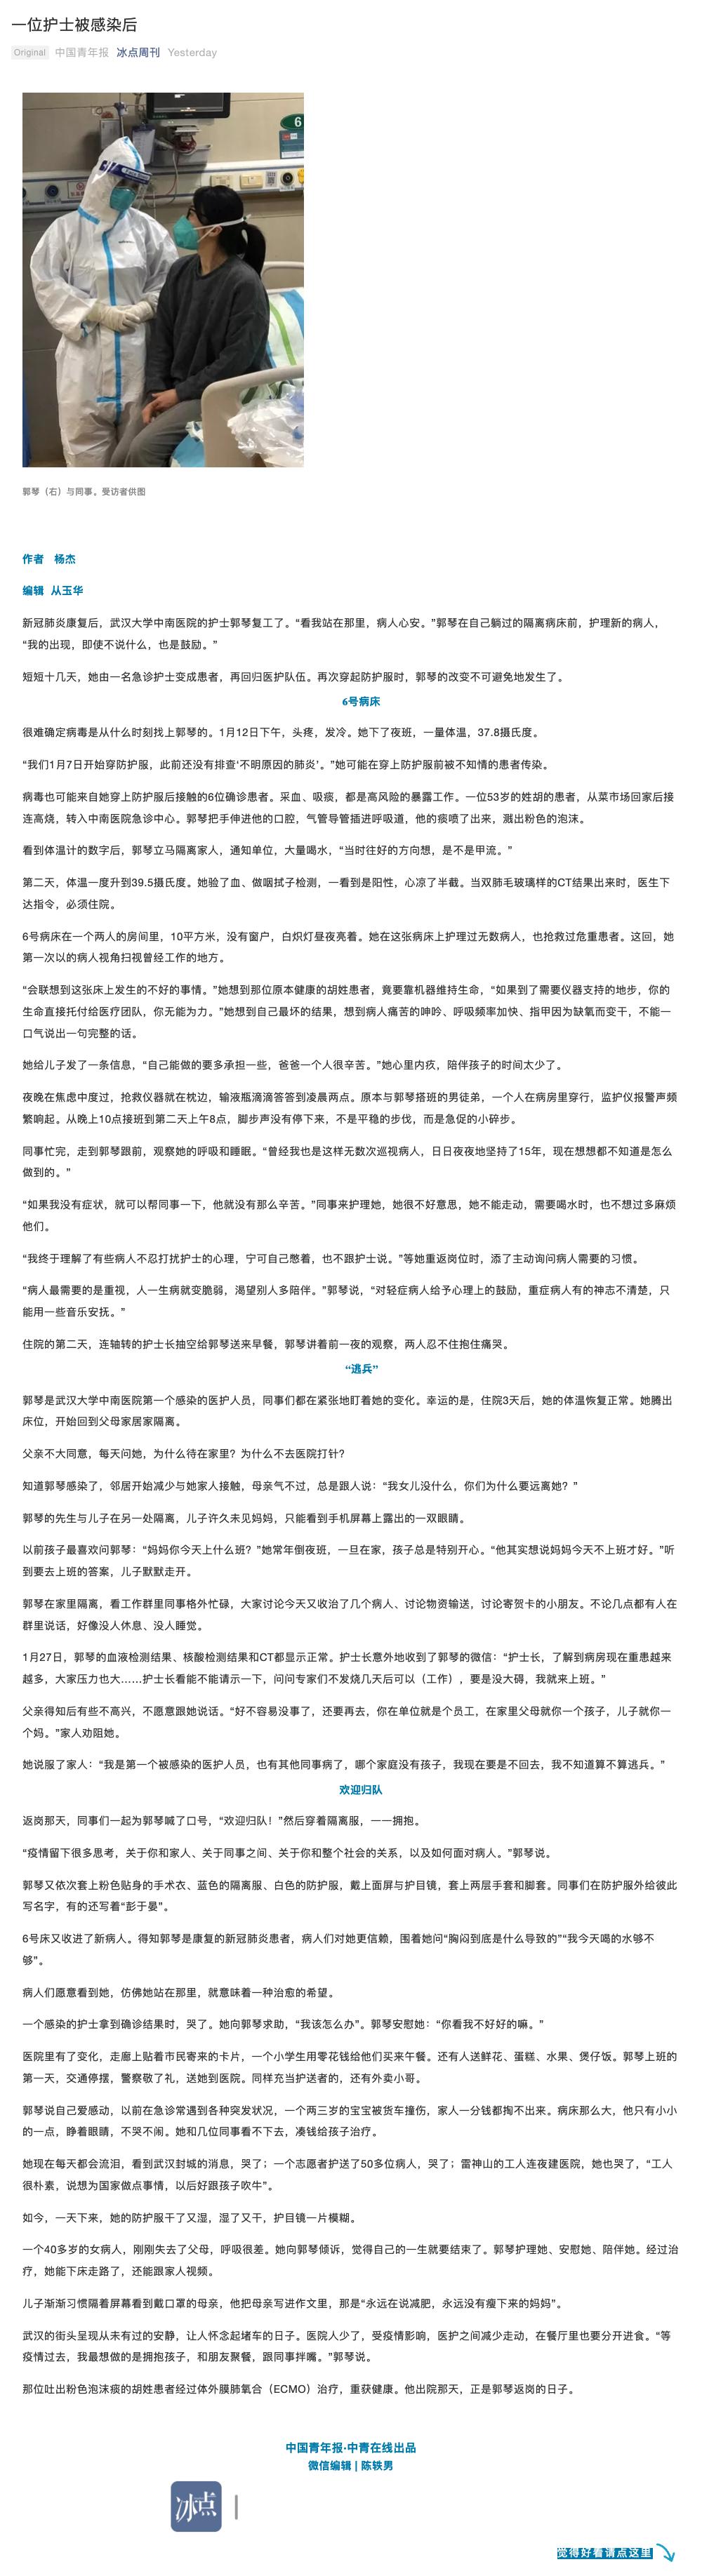 一位护士被感染后
Original 中国青年报 冰点周刊 Yesterday
6
郭琴（右）与同事。受访者供图
作者 杨杰
编辑 从玉华
新冠肺炎康复后，武汉大学中南医院的护士郭琴复工了。“看我站在那里，病人心安。”郭琴在自己躺过的隔离病床前，护理新的病人，
“我的出现，即使不说什么，也是鼓励。”
短短十几天，她由一名急诊护士变成患者，再回归医护队伍。再次穿起防护服时，郭琴的改变不可避免地发生了。
6号病床
很难确定病毒是从什么时刻找上郭琴的。1月12日下午，头疼，发冷。她下了夜班，一量体温，37.8摄氏度。
“我们1月7日开始穿防护服，此前还没有排查‘不明原因的肺炎’。”她可能在穿上防护服前被不知情的患者传染。
病毒也可能来自她穿上防护服后接触的6位确诊患者。采血、吸痰，都是高风险的暴露工作。一位53岁的姓胡的患者，从菜市场回家后接
连高烧，转入中南医院急诊中心。郭琴把手伸进他的口腔，气管导管插进呼吸道，他的痰喷了出来，溅出粉色的泡沫。
看到体温计的数字后，郭琴立马隔离家人，通知单位，大量喝水，“当时往好的方向想，是不是甲流。”
第二天，体温一度升到39.5摄氏度。她验了血、做咽拭子检测，一看到是阳性，心凉了半截。当双肺毛玻璃样的CT结果出来时，医生下
达指令，必须住院。
6号病床在一个两人的房间里，10平方米，没有窗户，白炽灯昼夜亮着。她在这张病床上护理过无数病人，也抢救过危重患者。这回，她
第一次以的病人视角扫视曾经工作的地方。
“会联想到这张床上发生的不好的事情。”她想到那位原本健康的胡姓患者，竟要靠机器维持生命，“如果到了需要仪器支持的地步，你的
生命直接托付给医疗团队，你无能为力。”她想到自己最坏的结果，想到病人痛苦的呻吟、呼吸频率加快、指甲因为缺氧而变干，不能一
口气说出一句完整的话。
她给儿子发了一条信息，“自己能做的要多承担一些，爸爸一个人很辛苦。”她心里内疚，陪伴孩子的时间太少了。
夜晚在焦虑中度过，抢救仪器就在枕边，输液瓶滴滴答答到凌晨两点。原本与郭琴搭班的男徒弟，一个人在病房里穿行，监护仪报警声频
繁响起。从晚上10点接班到第二天上午8点，脚步声没有停下来，不是平稳的步伐，而是急促的小碎步。
同事忙完，走到郭琴跟前，观察她的呼吸和睡眠。“曾经我也是这样无数次巡视病人，日日夜夜地坚持了15年，现在想想都不知道是怎么
做到的。”
“如果我没有症状，就可以帮同事一下，他就没有那么辛苦。”同事来护理她，她很不好意思，她不能走动，需要喝水时，也不想过多麻烦
他们。
“我终于理解了有些病人不忍打扰护士的心理，宁可自己憋着，也不跟护士说。”等她重返岗位时，添了主动询问病人需要的习惯。
“病人最需要的是重视，人一生病就变脆弱，渴望别人多陪伴。”郭琴说，“对轻症病人给予心理上的鼓励，重症病人有的神志不清楚，只
能用一些音乐安抚。”
住院的第二天，连轴转的护士长抽空给郭琴送来早餐，郭琴讲着前一夜的观察，两人忍不住抱住痛哭。
“逃兵”
郭琴是武汉大学中南医院第一个感染的医护人员，同事们都在紧张地盯着她的变化。幸运的是，住院3天后，她的体温恢复正常。她腾出
床位，开始回到父母家居家隔离。
父亲不大同意，每天问她，为什么待在家里？为什么不去医院打针？
知道郭琴感染了，邻居开始减少与她家人接触，母亲气不过，总是跟人说：“我女儿没什么，你们为什么要远离她？”
郭琴的先生与儿子在另一处隔离，儿子许久未见妈妈，只能看到手机屏幕上露出的一双眼睛。
以前孩子最喜欢问郭琴：“妈妈你今天上什么班？”她常年倒夜班，一旦在家，孩子总是特别开心。“他其实想说妈妈今天不上班才好。”听
到要去上班的答案，儿子默默走开。
郭琴在家里隔离，看工作群里同事格外忙碌，大家讨论今天又收治了几个病人、讨论物资输送，讨论寄贺卡的小朋友。不论几点都有人在
群里说话，好像没人休息、没人睡觉。
1月27日，郭琴的血液检测结果、核酸检测结果和CT都显示正常。护士长意外地收到了郭琴的微信：“护士长，了解到病房现在重患越来
越多，大家压力也大……护士长看能不能请示一下，问问专家们不发烧几天后可以（工作），要是没大碍，我就来上班。”
父亲得知后有些不高兴，不愿意跟她说话。“好不容易没事了，还要再去，你在单位就是个员工，在家里父母就你一个孩子，儿子就你一
个妈。”家人劝阻她。
她说服了家人：“我是第一个被感染的医护人员，也有其他同事病了，哪个家庭没有孩子，我现在要是不回去，我不知道算不算逃兵。”
欢迎归队
返岗那天，同事们一起为郭琴喊了口号，“欢迎归队！”然后穿着隔离服，一一拥抱。
“疫情留下很多思考，关于你和家人、关于同事之间、关于你和整个社会的关系，以及如何面对病人。”郭琴说。
郭琴又依次套上粉色贴身的手术衣、蓝色的隔离服、白色的防护服，戴上面屏与护目镜，套上两层手套和脚套。同事们在防护服外给彼此
写名字，有的还写着“彭于晏”。
6号床又收进了新病人。得知郭琴是康复的新冠肺炎患者，病人们对她更信赖，围着她问“胸闷到底是什么导致的”“我今天喝的水够不
够”。
病人们愿意看到她，仿佛她站在那里，就意味着一种治愈的希望。
一个感染的护士拿到确诊结果时，哭了。她向郭琴求助，“我该怎么办”。郭琴安慰她：“你看我不好好的嘛。”
医院里有了变化，走廊上贴着市民寄来的卡片，一个小学生用零花钱给他们买来午餐。还有人送鲜花、蛋糕、水果、煲仔饭。郭琴上班的
第一天，交通停摆，警察敬了礼，送她到医院。同样充当护送者的，还有外卖小哥。
郭琴说自己爱感动，以前在急诊常遇到各种突发状况，一个两三岁的宝宝被货车撞伤，家人一分钱都掏不出来。病床那么大，他只有小小
的一点，睁着眼睛，不哭不闹。她和几位同事看不下去，凑钱给孩子治疗。
她现在每天都会流泪，看到武汉封城的消息，哭了；一个志愿者护送了50多位病人，哭了；雷神山的工人连夜建医院，她也哭了，“工人
很朴素，说想为国家做点事情，以后好跟孩子吹牛”。
如今，一天下来，她的防护服干了又湿，湿了又干，护目镜一片模糊。
一个40多岁的女病人，刚刚失去了父母，呼吸很差。她向郭琴倾诉，觉得自己的一生就要结束了。郭琴护理她、安慰她、陪伴她。经过治
疗，她能下床走路了，还能跟家人视频。
儿子渐渐习惯隔着屏幕看到戴口罩的母亲，他把母亲写进作文里，那是“永远在说减肥，永远没有瘦下来的妈妈”。
武汉的街头呈现从未有过的安静，让人怀念起堵车的日子。医院人少了，受疫情影响，医护之间减少走动，在餐厅里也要分开进食。“等
疫情过去，我最想做的是拥抱孩子，和朋友聚餐，跟同事拌嘴。”郭琴说。
那位吐出粉色泡沫痰的胡姓患者经过体外膜肺氧合（ECMO）治疗，重获健康。他出院那天，正是郭琴返岗的日子。
中国青年报·中青在线出品
微信编辑 | 陈轶男
冰点
觉得好看请点这里